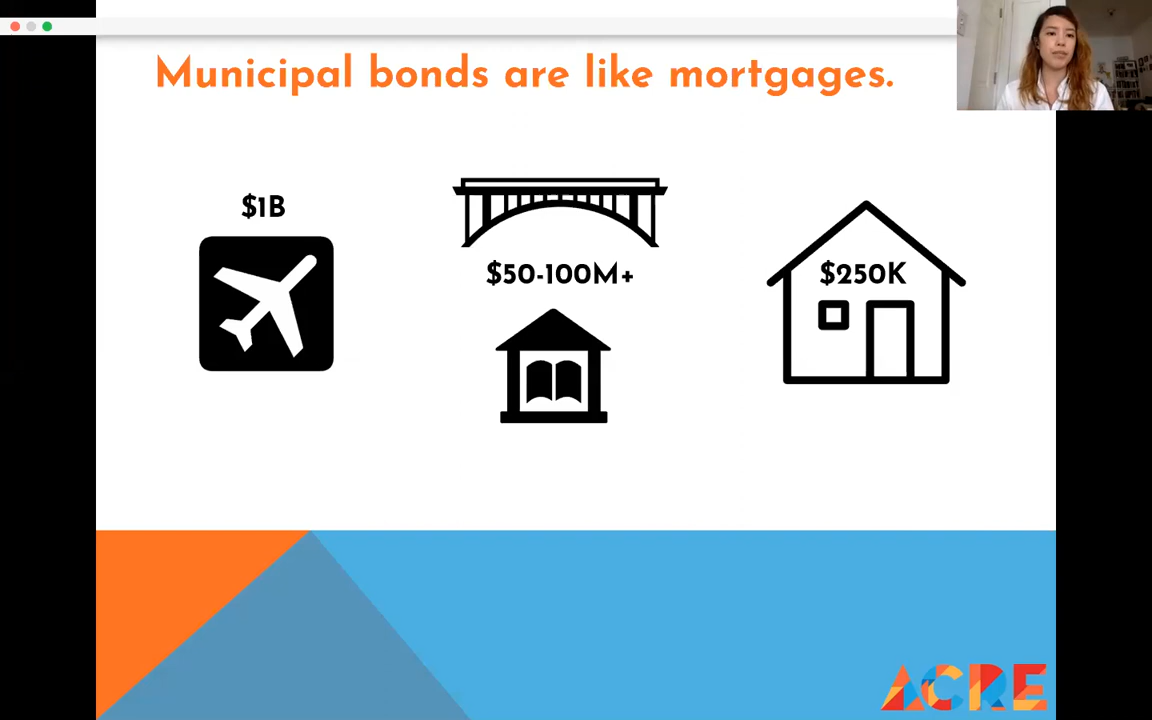 Municipal bonds are like mortgages.
$1B
$50-100M+
$250K
ACRE